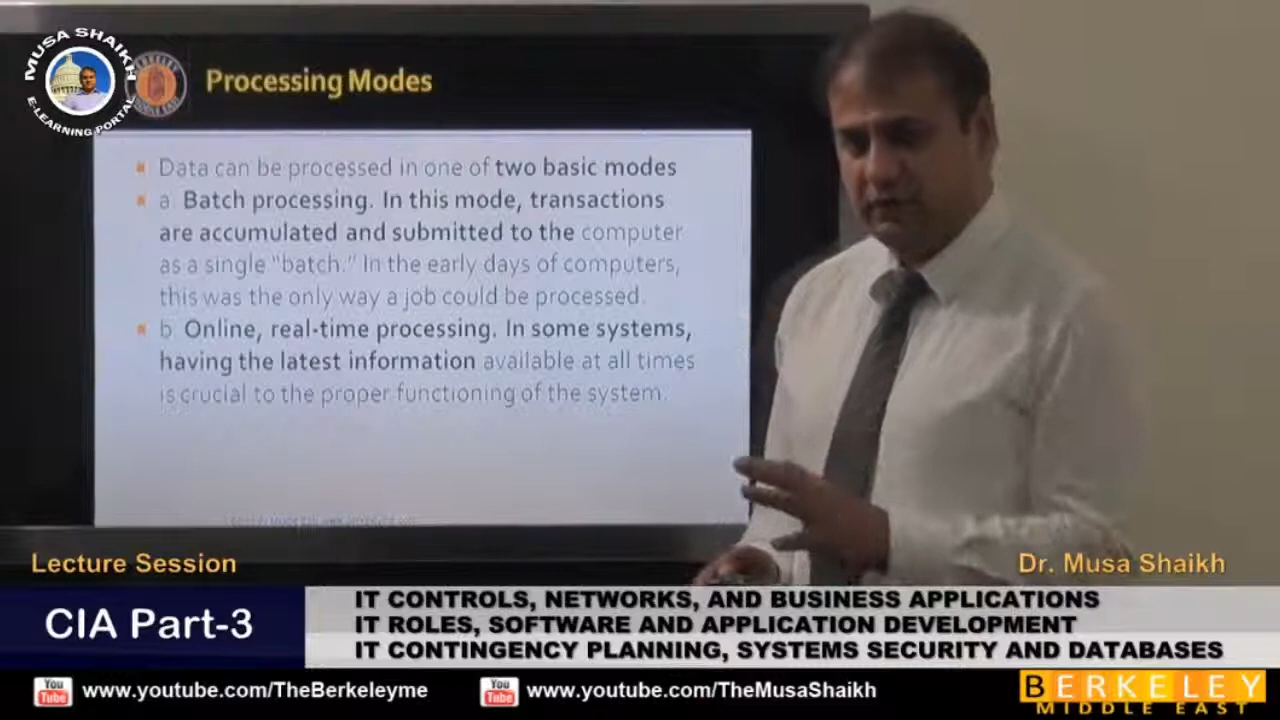 MUSA SHAIKH
E-LEARNING PORTAL
Processing Modes
Data can be processed in one of two basic modes
a. Batch processing. In this mode, transactions
are accumulated and submitted to the computer
as a single “batch.” In the early days of computers,
this was the only way a job could be processed.
b. Online, real-time processing. In some systems,
having the latest information available at all times
is crucial to the proper functioning of the system.
Lecture Session
Dr. Musa Shaikh
CIA Part-3
IT CONTROLS, NETWORKS, AND BUSINESS APPLICATIONS
IT ROLES, SOFTWARE AND APPLICATION DEVELOPMENT
IT CONTINGENCY PLANNING, SYSTEMS SECURITY AND DATABASES
You Tube www.youtube.com/TheBerkeleyme
You Tube www.youtube.com/TheMusaShaikh
BERKELEY
MIDDLE EAST